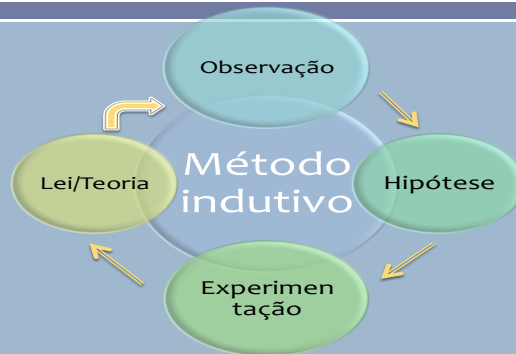 Observação
Lei/Teoria
Método
indutivo
Hipótese
Experimen
tação